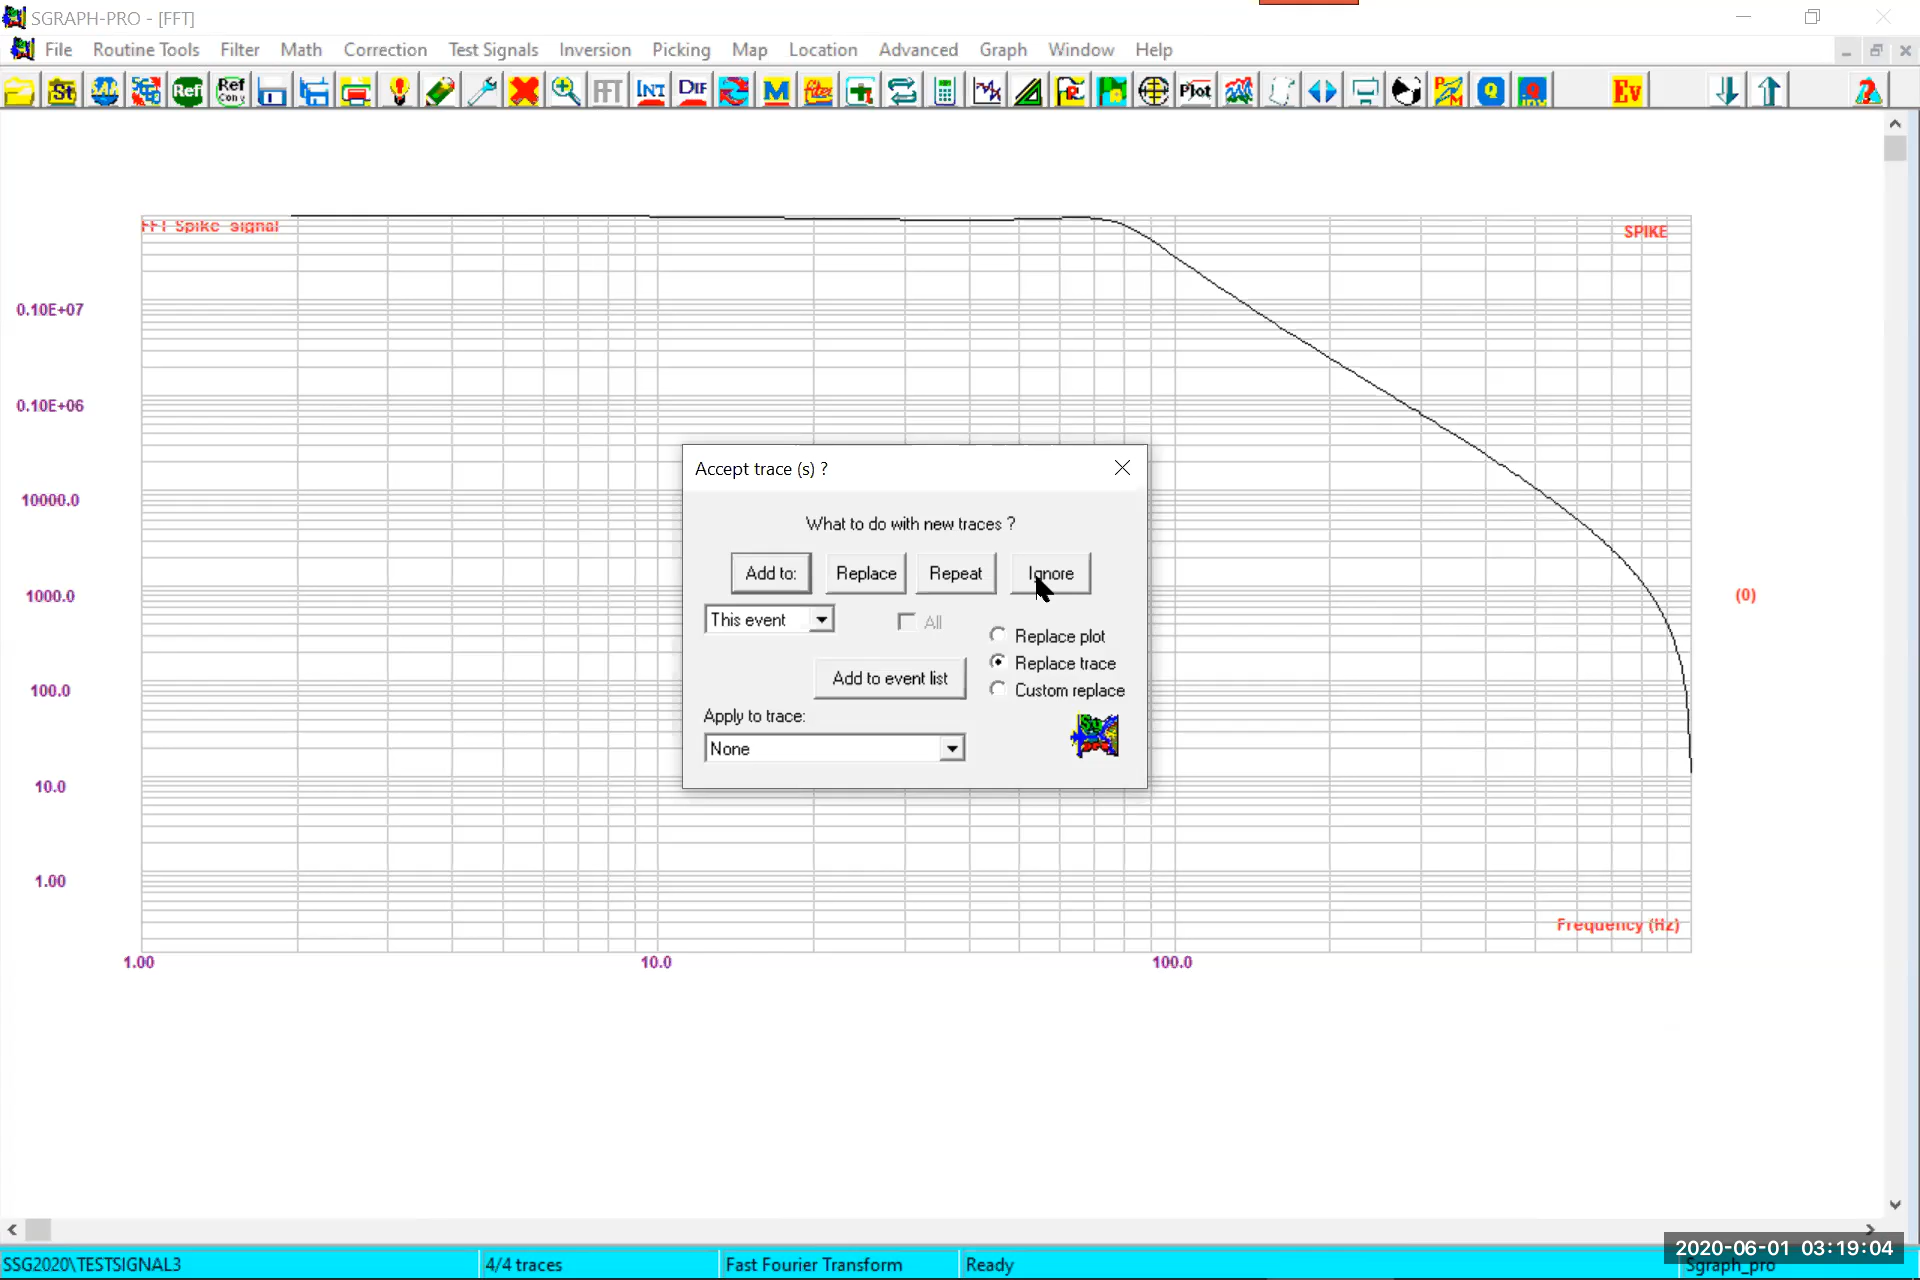 SGRAPH-PRO - [FFT]
File Routine Tools Filter Math Correction Test Signals Inversion Picking Map Location Advanced Graph Window Help
St Ref Ref Conv FFT INT DIF M filter Plot Q Q inv Ev ?
FFT Spike signal
SPIKE
0.10E+07
0.10E+06
10000.0
1000.0
(0)
100.0
10.0
1.00
Frequency (Hz)
1.00 10.0 100.0
Accept trace (s) ?
What to do with new traces ?
Add to: Replace Repeat Ignore
This event All
Replace plot
Replace trace
Add to event list
Custom replace
Apply to trace:
None
2020-06-01 03:19:04
SSG2020\TESTSIGNAL3 4/4 traces Fast Fourier Transform Ready Sgraph_pro